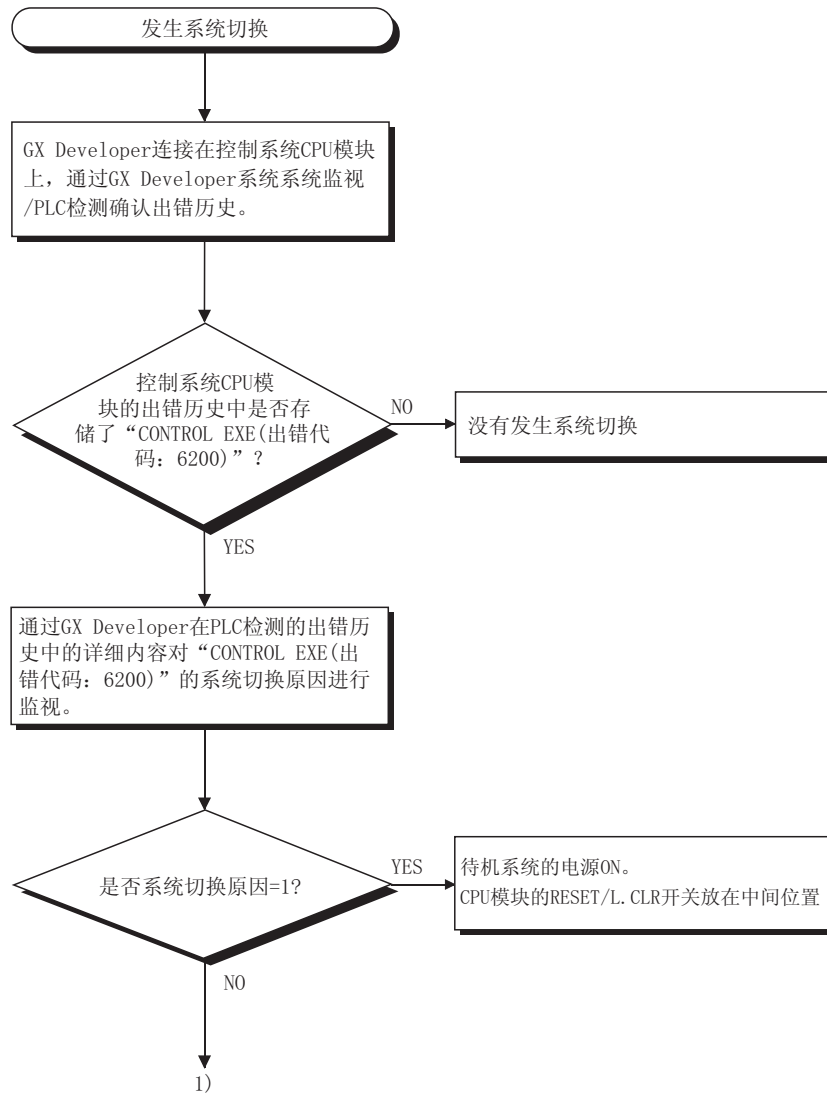 发生系统切换
GX Developer连接在控制系统CPU模块
上，通过GX Developer系统系统监视
/PLC检测确认出错历史。
控制系统CPU模
块的出错历史中是否存
储了“CONTROL EXE(出错代
码：6200)”？
NO
没有发生系统切换
YES
通过GX Developer在PLC检测的出错历
史中的详细内容对“CONTROL EXE(出
错代码：6200)”的系统切换原因进行
监视。
是否系统切换原因=1?
YES
待机系统的电源ON。
CPU模块的RESET/L.CLR开关放在中间位置
NO
1)